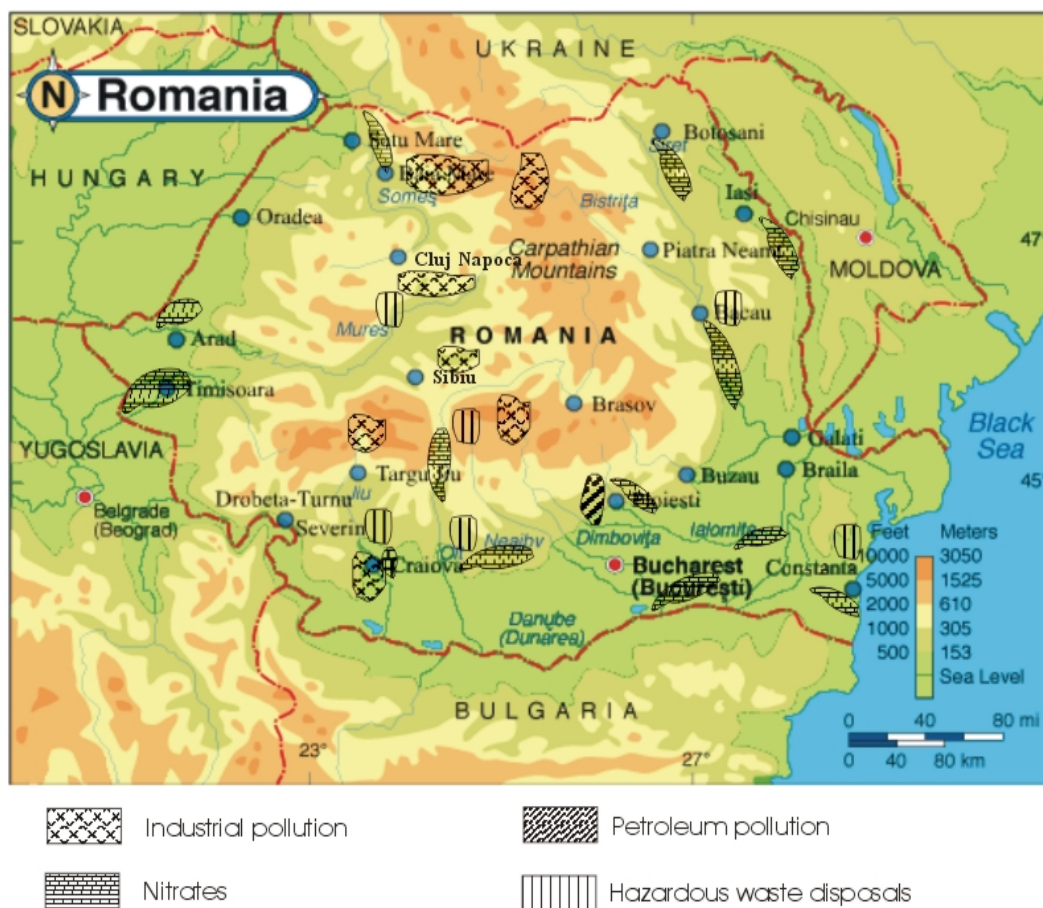 SLOVAKIA
UKRAINE
N Romania
Satu Mare
Botosani
Siret
HUNGARY
Someş
Bistriţa
Iasi
Oradea
Chisinau
47°
Cluj Napoca
Carpathian
Mountains
Piatra Neamt
MOLDOVA
Mures
ROMANIA
Bacau
Arad
Sibiu
Timisoara
Brasov
Black
Sea
YUGOSLAVIA
Galati
Targu Jiu
Buzau
Braila
45°
Jiu
Belgrade
(Beograd)
Drobeta-Turnu
Severin
Ploiesti
Dimboviţa
Ialomita
Olt
Craiova
Bucharest
(Bucuresti)
Constanta
Feet Meters
10000 3050
5000 1525
2000 610
1000 305
500 153
Sea Level
Danube
(Dunarea)
BULGARIA
0 40 80 mi
0 40 80 km
23°
27°
Industrial pollution
Petroleum pollution
Nitrates
Hazardous waste disposals